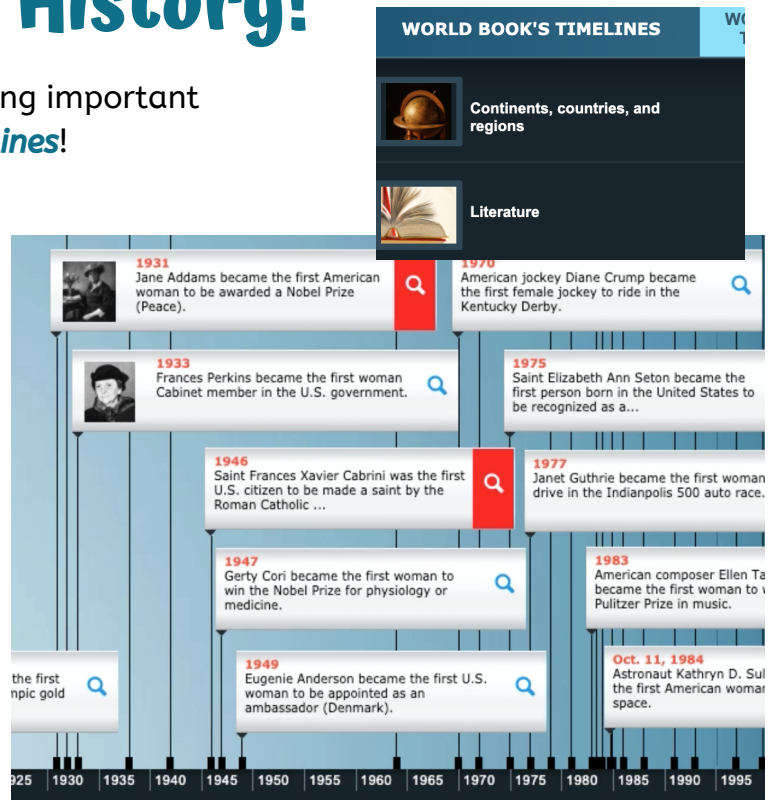 History!
ng important
ines!
WORLD BOOK'S TIMELINES
Continents, countries, and
regions
Literature
1931
Jane Addams became the first American
woman to be awarded a Nobel Prize
(Peace).
1970
American jockey Diane Crump became
the first female jockey to ride in the
Kentucky Derby.
1933
Frances Perkins became the first woman
Cabinet member in the U.S. government.
1975
Saint Elizabeth Ann Seton became the
first person born in the United States to
be recognized as a...
1946
Saint Frances Xavier Cabrini was the first
U.S. citizen to be made a saint by the
Roman Catholic ...
1977
Janet Guthrie became the first woman
drive in the Indianpolis 500 auto race.
1947
Gerty Cori became the first woman to
win the Nobel Prize for physiology or
medicine.
1983
American composer Ellen Ta
became the first woman to
Pulitzer Prize in music.
the first
mpic gold
1949
Eugenie Anderson became the first U.S.
woman to be appointed as an
ambassador (Denmark).
Oct. 11, 1984
Astronaut Kathryn D. Sul
the first American woman
space.
925 1930 1935 1940 1945 1950 1955 1960 1965 1970 1975 1980 1985 1990 1995